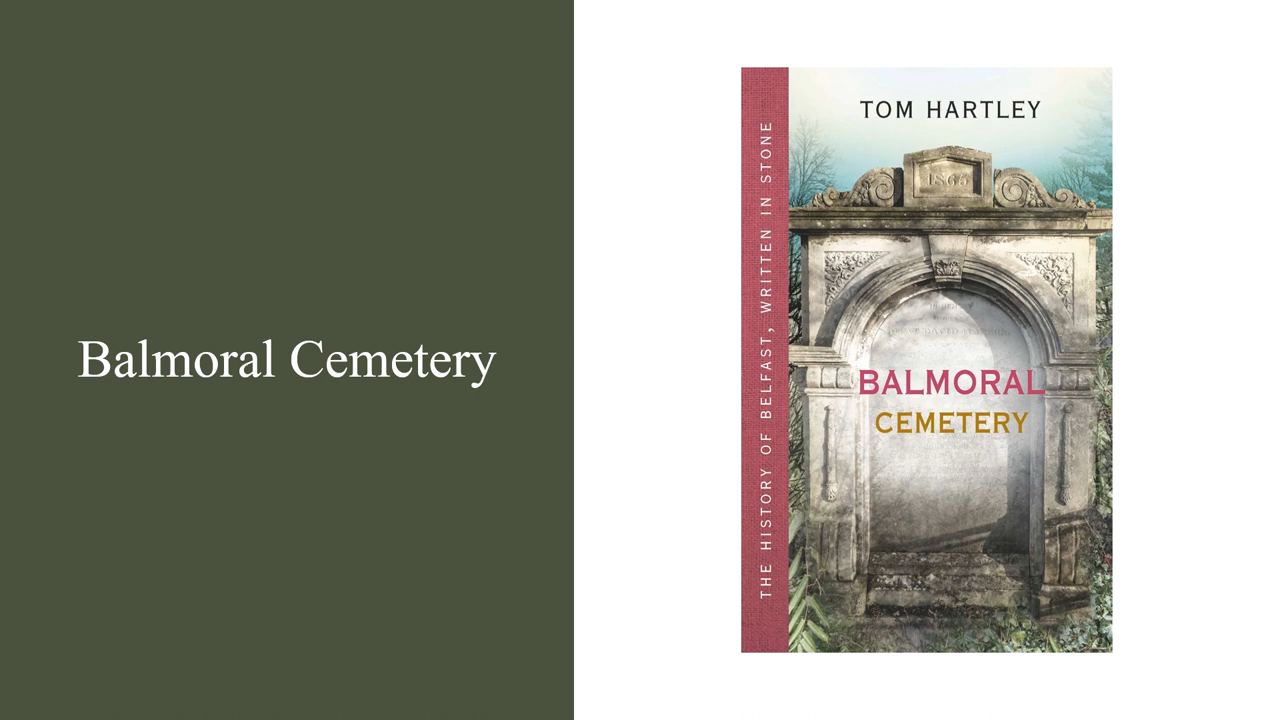 Balmoral Cemetery
THE HISTORY OF BELFAST, WRITTEN IN STONE
TOM HARTLEY
1865
BALMORAL
CEMETERY